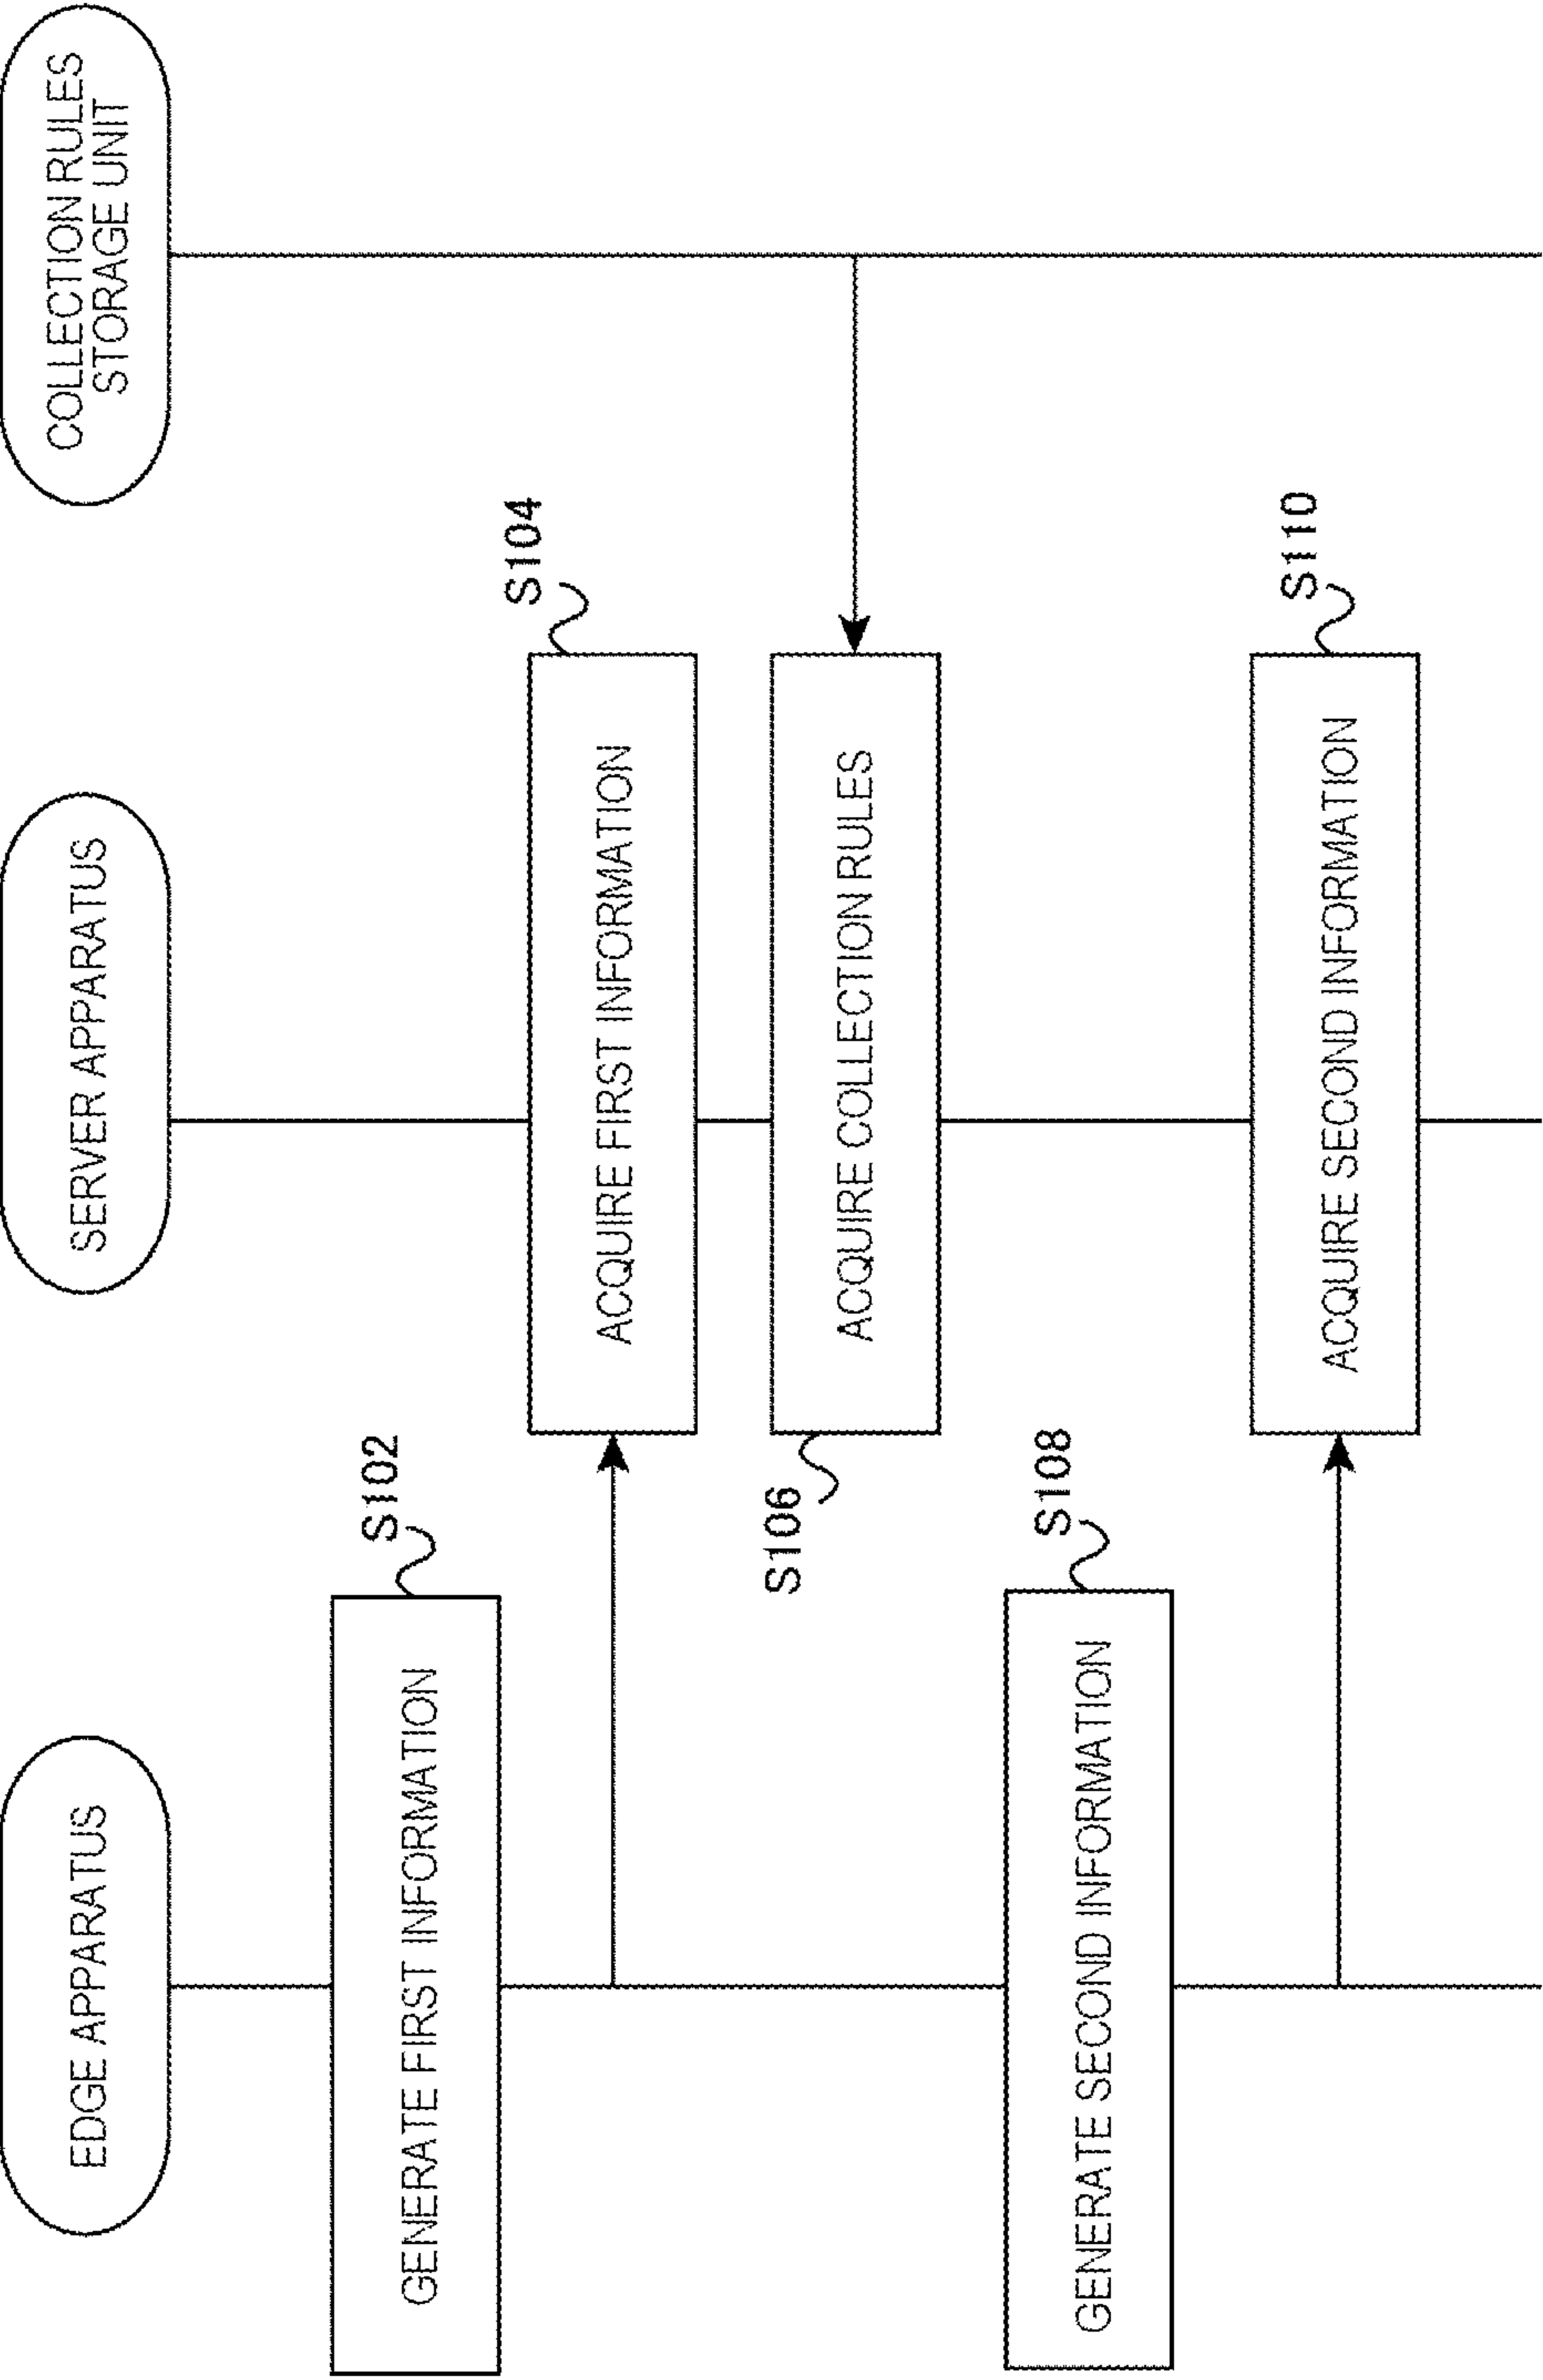 EDGE APPARATUS
SERVER APPARATUS
COLLECTION RULES
STORAGE UNIT
S102
GENERATE FIRST INFORMATION
S104
ACQUIRE FIRST INFORMATION
S106
ACQUIRE COLLECTION RULES
S108
GENERATE SECOND INFORMATION
S110
ACQUIRE SECOND INFORMATION